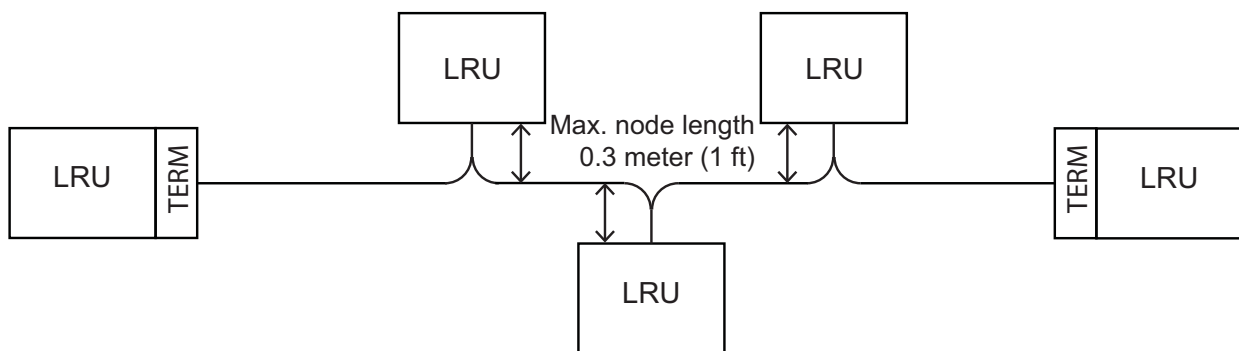 LRU
LRU
Max. node length
0.3 meter (1 ft)
LRU
TERM
TERM
LRU
LRU